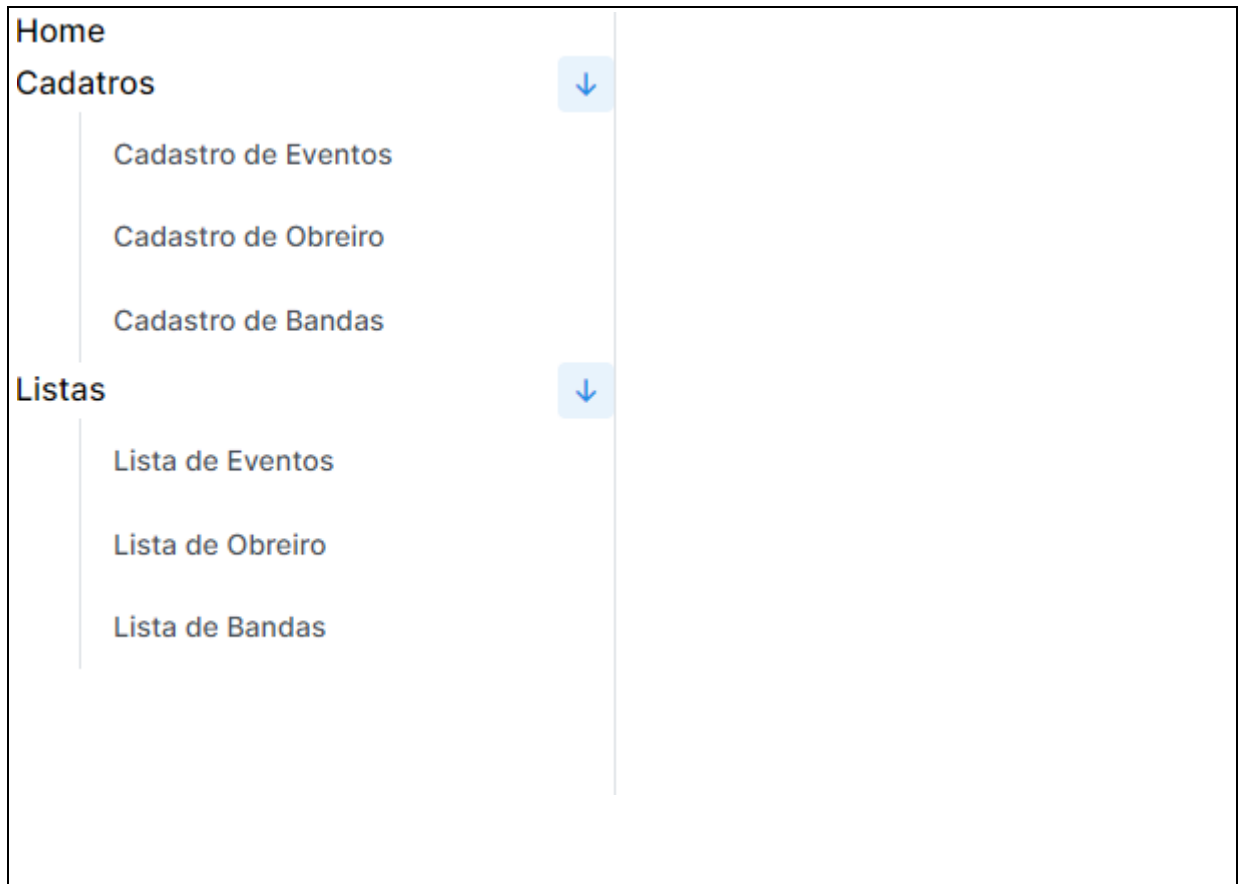 Home
Cadatros
Cadastro de Eventos
Cadastro de Obreiro
Cadastro de Bandas
Listas
Lista de Eventos
Lista de Obreiro
Lista de Bandas